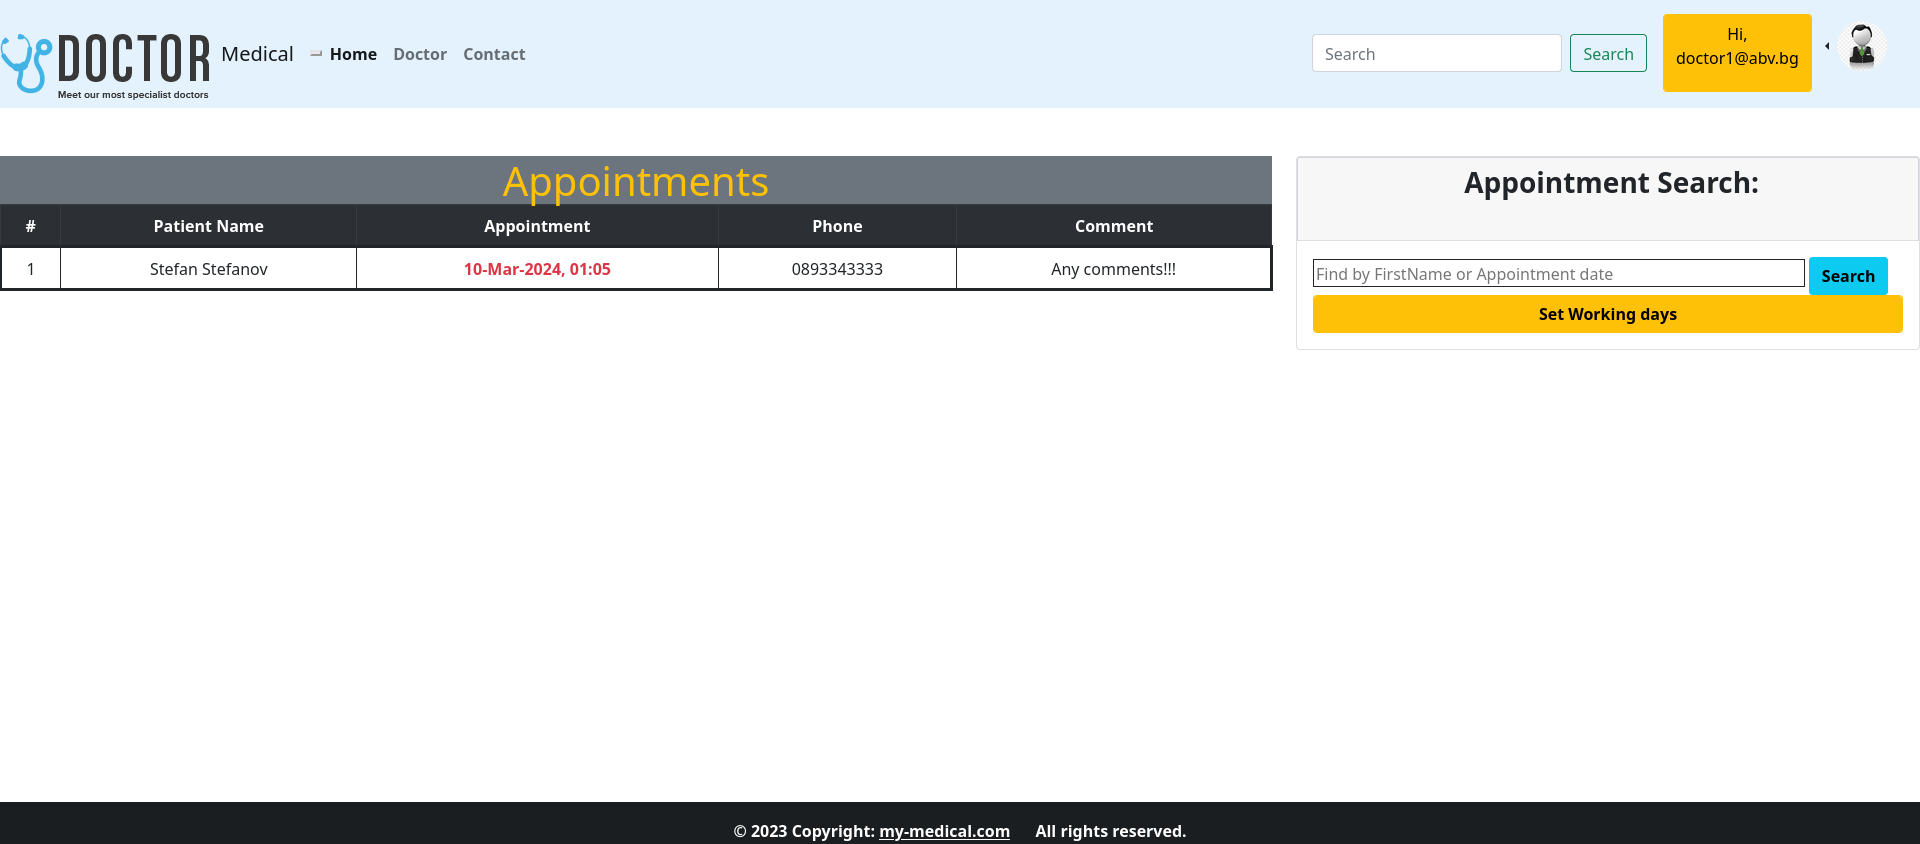 DOCTOR
Meet our most specialist doctors
Medical
Home Doctor Contact
Search
Search
Hi,
doctor1@abv.bg
Appointments
# Patient Name Appointment Phone Comment
1 Stefan Stefanov 10-Mar-2024, 01:05 0893343333 Any comments!!!
Appointment Search:
Find by FirstName or Appointment date
Search
Set Working days
© 2023 Copyright: my-medical.com All rights reserved.